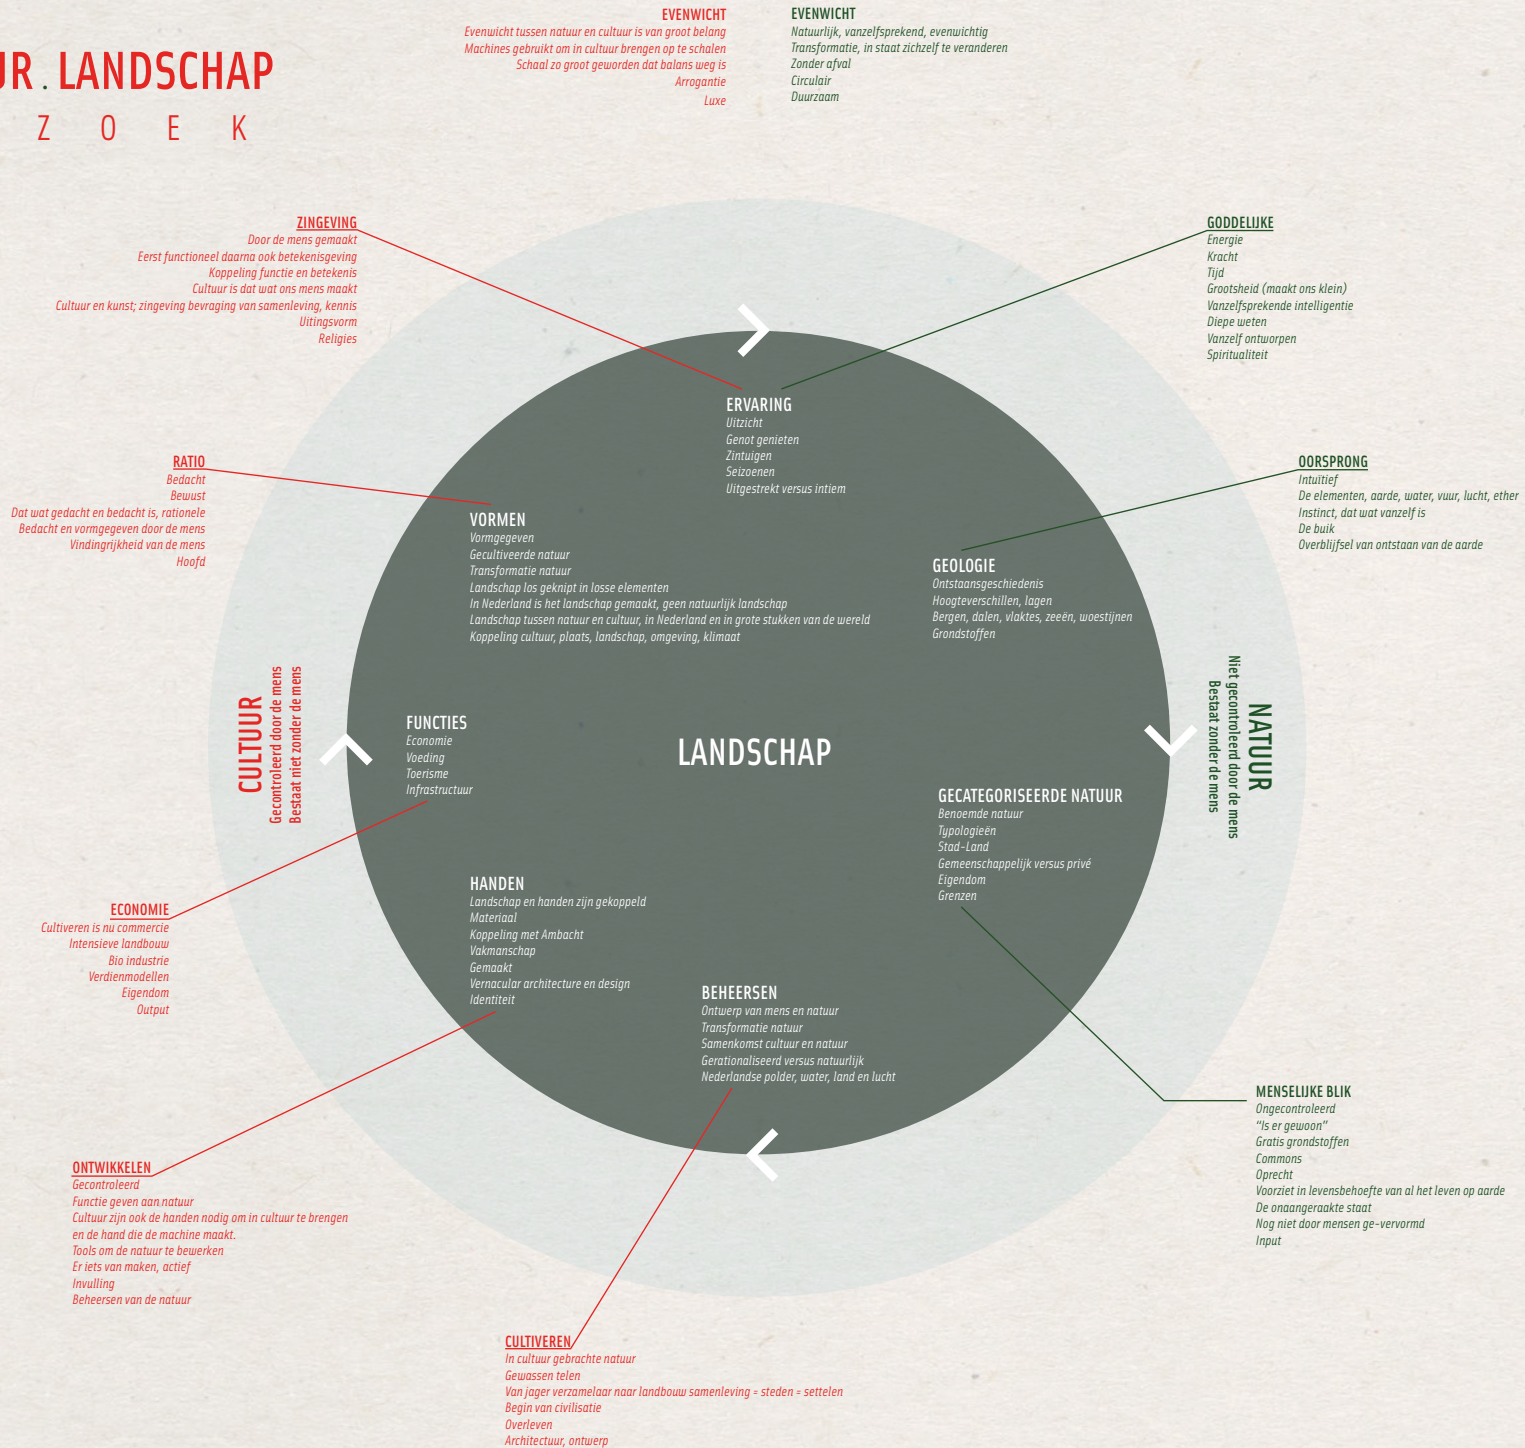 UR . LANDSCHAP
Z O E K
EVENWICHT
Evenwicht tussen natuur en cultuur is van groot belang
Machines gebruikt om in cultuur brengen op te schalen
Schaal zo groot geworden dat balans weg is
Arrogantie
Luxe
EVENWICHT
Natuurlijk, vanzelfsprekend, evenwichtig
Transformatie, in staat zichzelf te veranderen
Zonder afval
Circulair
Duurzaam
ZINGEVING
Door de mens gemaakt
Eerst functioneel daarna ook betekenisgeving
Koppeling functie en betekenis
Cultuur is dat wat ons mens maakt
Cultuur en kunst; zingeving bevraging van samenleving, kennis
Uitingsvorm
Religies
GODDELIJKE
Energie
Kracht
Tijd
Grootsheid (maakt ons klein)
Vanzelfsprekende intelligentie
Diepe weten
Vanzelf ontworpen
Spiritualiteit
ERVARING
Uitzicht
Genot genieten
Zintuigen
Seizoenen
Uitgestrekt versus intiem
RATIO
Bedacht
Bewust
Dat wat gedacht en bedacht is, rationele
Bedacht en vormgegeven door de mens
Vindingrijkheid van de mens
Hoofd
OORSPRONG
Intuïtief
De elementen, aarde, water, vuur, lucht, ether
Instinct, dat wat vanzelf is
De buik
Overblijfsel van ontstaan van de aarde
VORMEN
Vormgegeven
Gecultiveerde natuur
Transformatie natuur
Landschap los geknipt in losse elementen
In Nederland is het landschap gemaakt, geen natuurlijk landschap
Landschap tussen natuur en cultuur, in Nederland en in grote stukken van de wereld
Koppeling cultuur, plaats, landschap, omgeving, klimaat
GEOLOGIE
Ontstaansgeschiedenis
Hoogteverschillen, lagen
Bergen, dalen, vlaktes, zeeën, woestijnen
Grondstoffen
CULTUUR
Gecontroleerd door de mens
Bestaat niet zonder de mens
FUNCTIES
Economie
Voeding
Toerisme
Infrastructuur
LANDSCHAP
NATUUR
Niet gecontroleerd door de mens
Bestaat zonder de mens
GECATEGORISEERDE NATUUR
Benoemde natuur
Typologieën
Stad-Land
Gemeenschappelijk versus privé
Eigendom
Grenzen
HANDEN
Landschap en handen zijn gekoppeld
Materiaal
Koppeling met Ambacht
Vakmanschap
Gemaakt
Vernacular architecture en design
Identiteit
ECONOMIE
Cultiveren is nu commercie
Intensieve landbouw
Bio industrie
Verdienmodellen
Eigendom
Output
BEHEERSEN
Ontwerp van mens en natuur
Transformatie natuur
Samenkomst cultuur en natuur
Gerationaliseerd versus natuurlijk
Nederlandse polder, water, land en lucht
MENSELIJKE BLIK
Ongecontroleerd
"Is er gewoon"
Gratis grondstoffen
Commons
Oprecht
Voorziet in levensbehoefte van al het leven op aarde
De onaangeraakte staat
Nog niet door mensen ge-vervormd
Input
ONTWIKKELEN
Gecontroleerd
Functie geven aan natuur
Cultuur zijn ook de handen nodig om in cultuur te brengen
en de hand die de machine maakt.
Tools om de natuur te bewerken
Er iets van maken, actief
Invulling
Beheersen van de natuur
CULTIVEREN
In cultuur gebrachte natuur
Gewassen telen
Van jager verzamelaar naar landbouw samenleving = steden = settelen
Begin van civilisatie
Overleven
Architectuur, ontwerp